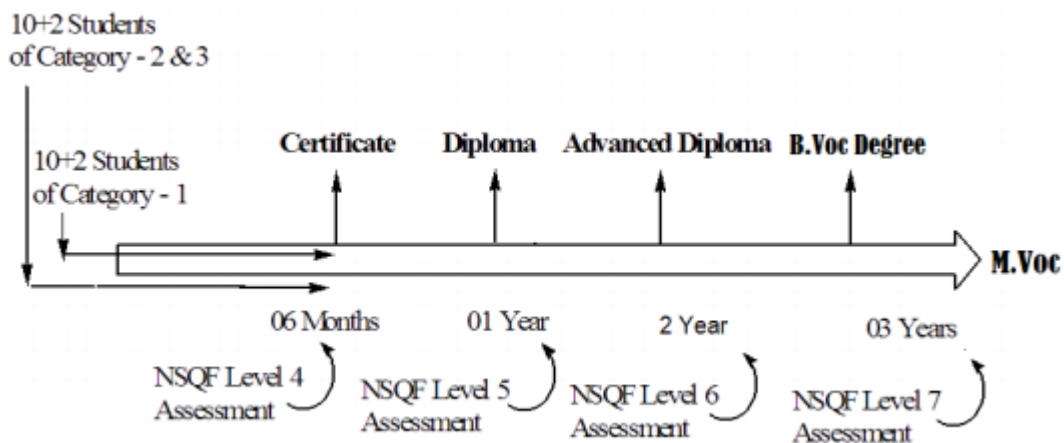 10+2 Students
of Category - 2 & 3
10+2 Students
of Category - 1
Certificate
Diploma
Advanced Diploma
B.Voc Degree
M.Voc
06 Months
01 Year
2 Year
03 Years
NSQF Level 4
Assessment
NSQF Level 5
Assessment
NSQF Level 6
Assessment
NSQF Level 7
Assessment